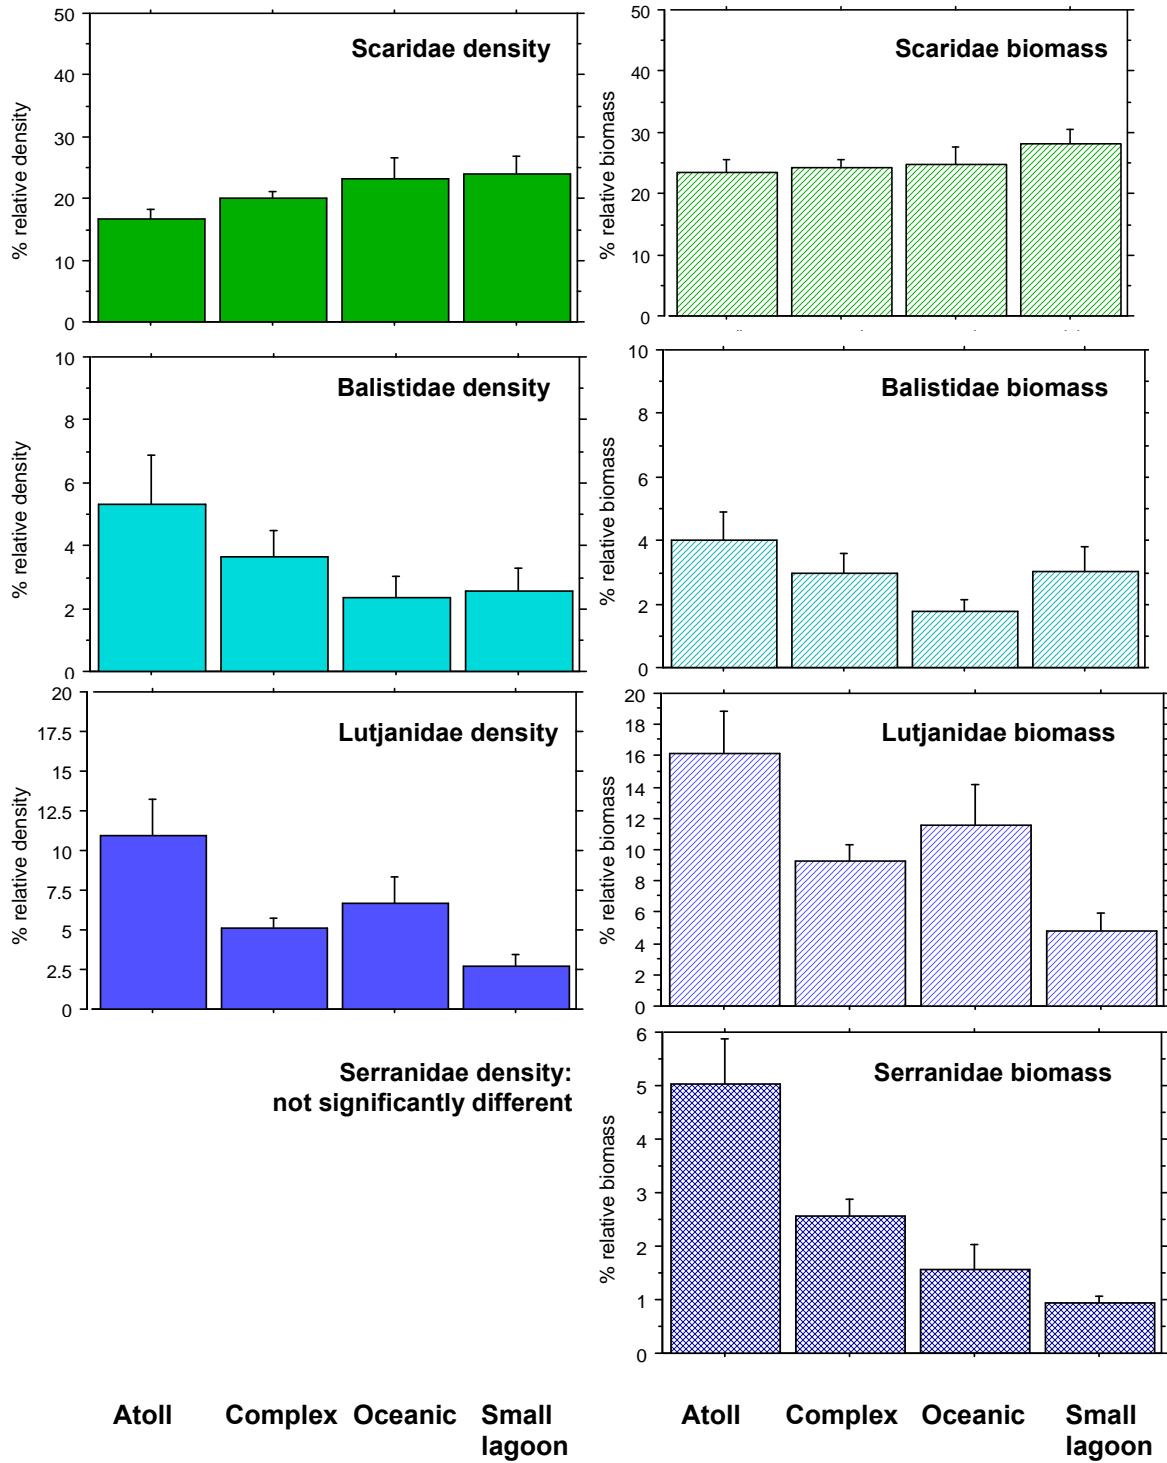 Scaridae density
% relative density
50
40
30
20
10
0
Scaridae biomass
% relative biomass
50
40
30
20
10
0
Balistidae density
% relative density
10
8
6
4
2
0
Balistidae biomass
% relative biomass
10
8
6
4
2
0
Lutjanidae density
% relative density
20
17.5
15
12.5
10
7.5
5
2.5
0
Lutjanidae biomass
% relative biomass
20
18
16
14
12
10
8
6
4
2
0
Serranidae density:
not significantly different
Serranidae biomass
% relative biomass
6
5
4
3
2
1
0
Atoll Complex Oceanic Small
lagoon
Atoll Complex Oceanic Small
lagoon